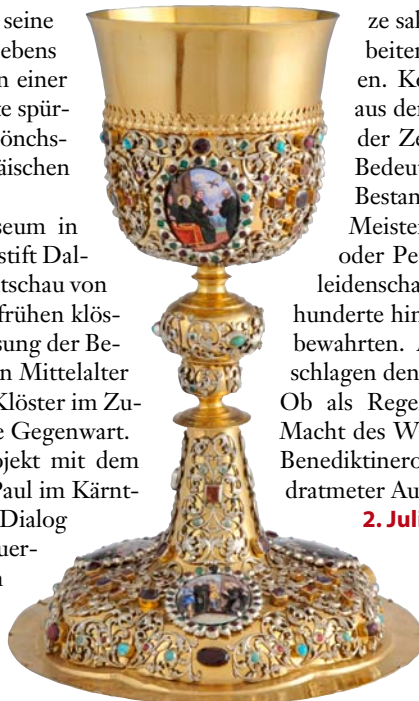 seine
ebens
n einer
te spür-
önchs-
äischen
seum in
stift Dal-
tschau von
frühen klös-
sung der Be-
n Mittelalter
Klöster im Zu-
e Gegenwart.
ojekt mit dem
Paul im Kärnt-
Dialog
uer-
n
ze sal
beiten
en. Ke
aus der
der Ze
Bedeut
Bestan
Meister
oder Pe
leidenscha
hunderte hin
bewahrten. A
schlagen den
Ob als Rege
Macht des W
Benediktinero
dratmeter Au
2. Juli